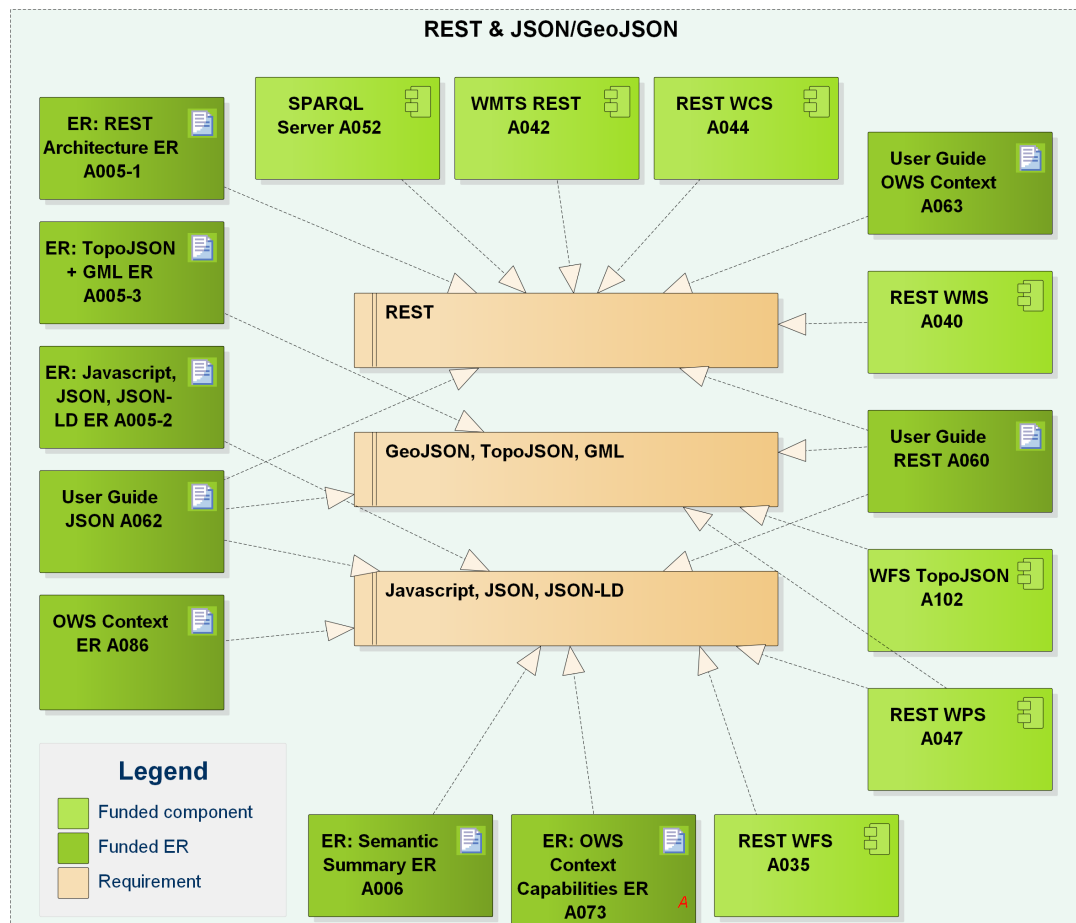 REST & JSON/GeoJSON
ER: REST
Architecture ER
A005-1
SPARQL
Server A052
WMTS REST
A042
REST WCS
A044
User Guide
OWS Context
A063
ER: TopoJSON
+ GML ER
A005-3
REST
REST WMS
A040
ER: Javascript,
JSON, JSON-
LD ER A005-2
GeoJSON, TopoJSON, GML
User Guide
REST A060
User Guide
JSON A062
Javascript, JSON, JSON-LD
WFS TopoJSON
A102
OWS Context
ER A086
REST WPS
A047
Legend
Funded component
Funded ER
Requirement
ER: Semantic
Summary ER
A006
ER: OWS
Context
Capabilities ER
A073
A
REST WFS
A035